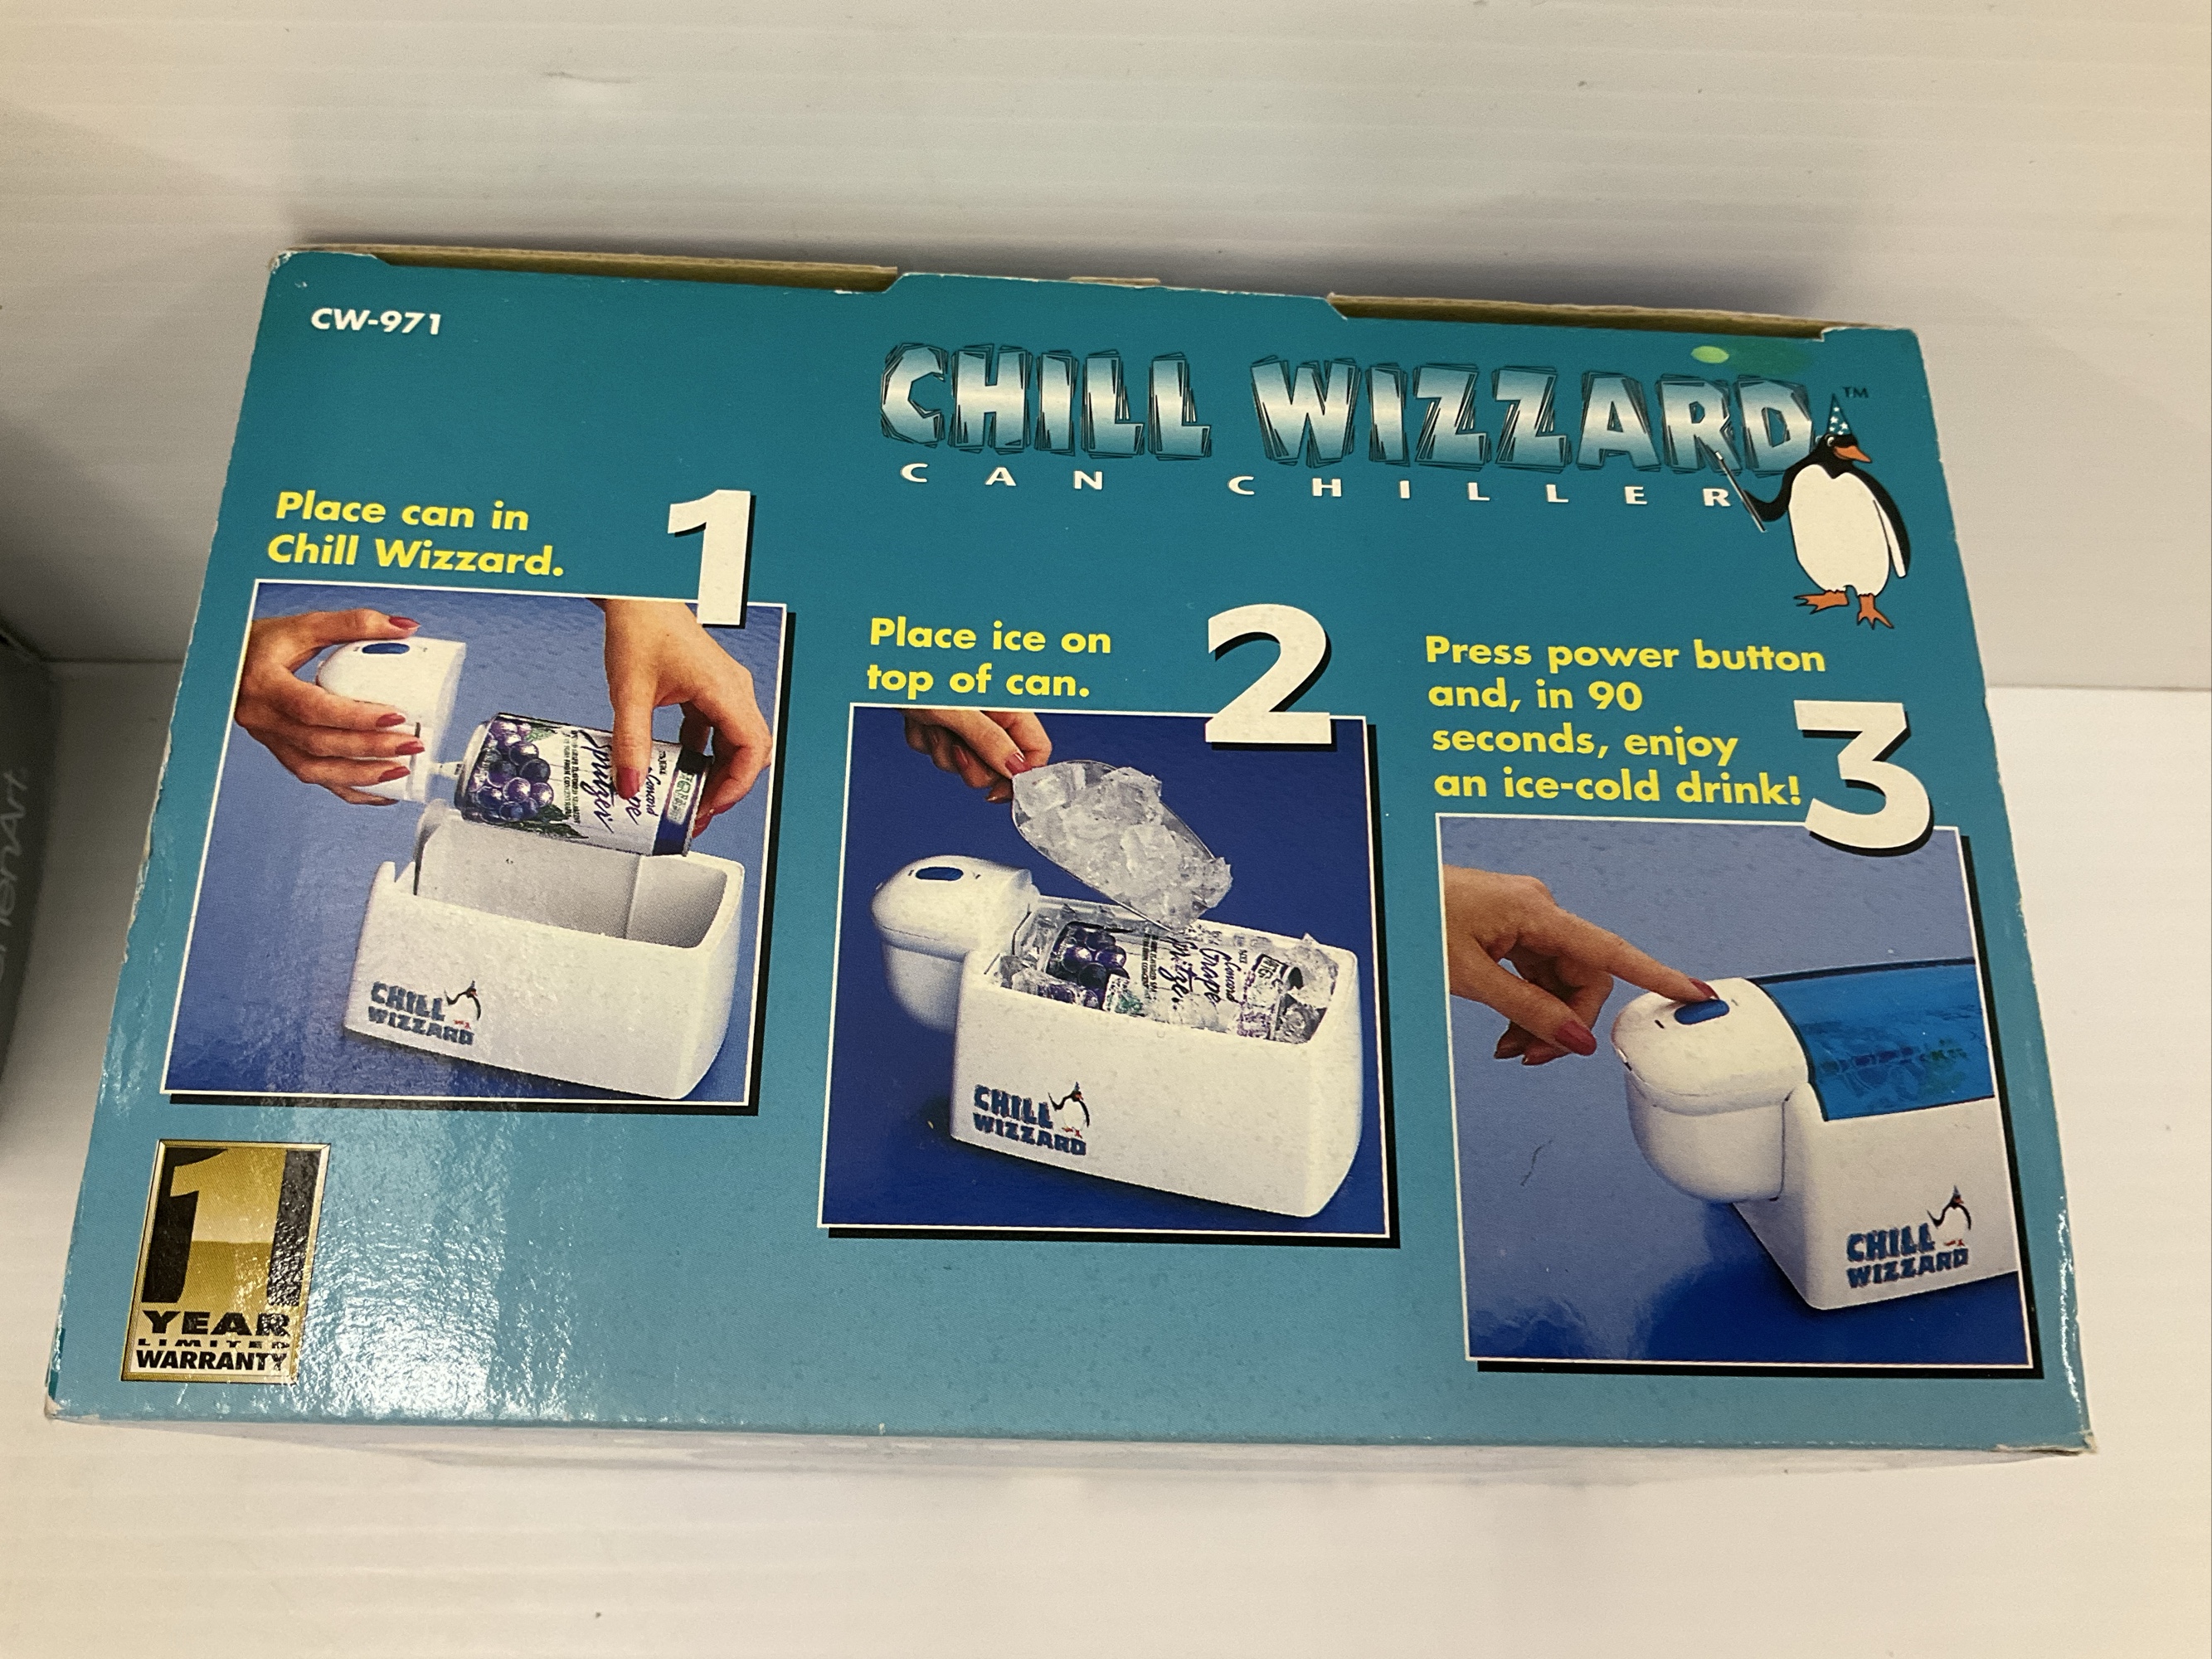 CW-971
CHILL WIZZARD™
CAN CHILLER
Place can in
Chill Wizzard.
1
Place ice on
top of can.
2
Press power button
and, in 90
seconds, enjoy
an ice-cold drink!
3
CHILL
WIZZARD
CHILL
WIZZARD
CHILL
WIZZARD
1
YEAR
LIMITED
WARRANTY